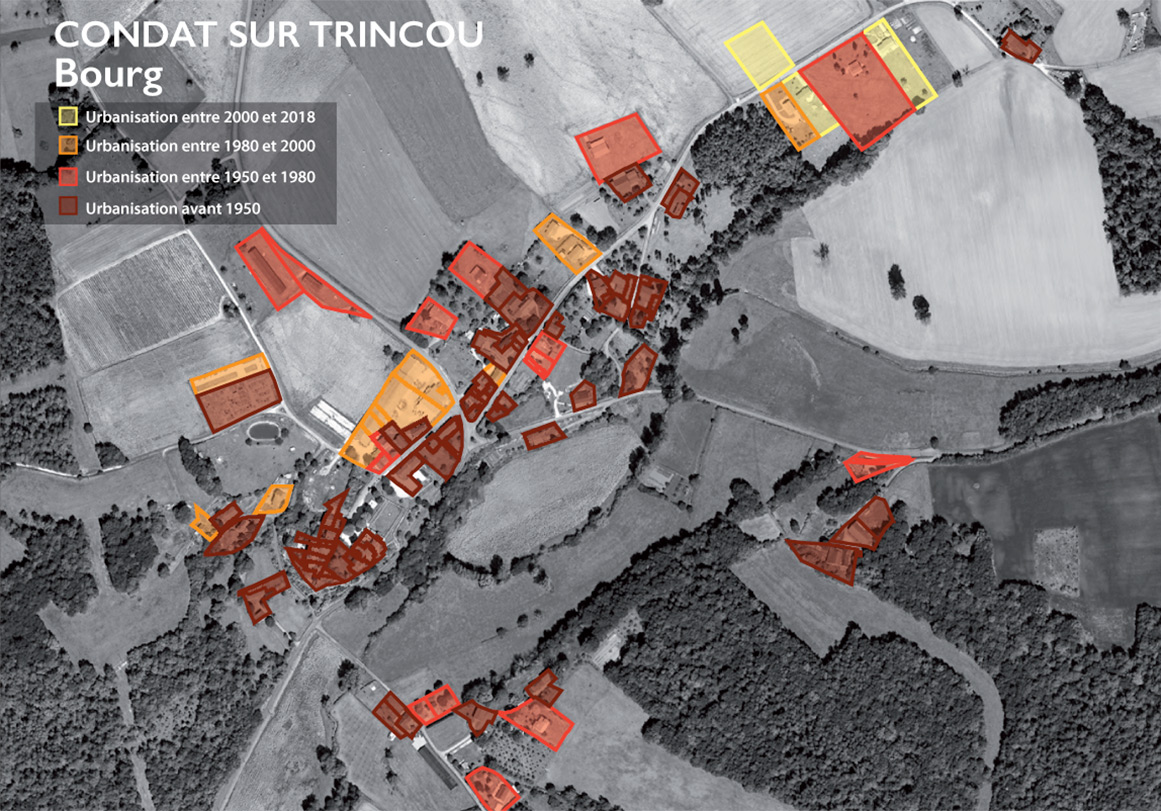 CONDAT SUR TRINCOU
Bourg
Urbanisation entre 2000 et 2018
Urbanisation entre 1980 et 2000
Urbanisation entre 1950 et 1980
Urbanisation avant 1950